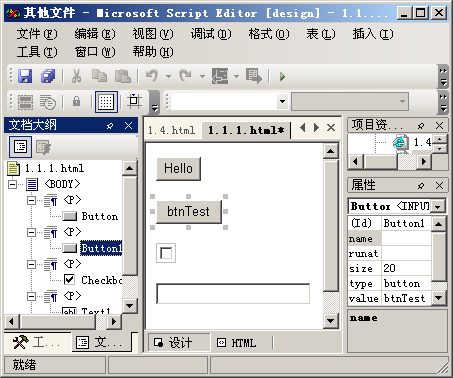 其他文件 - Microsoft Script Editor [design] - 1.1....
文件(F) 编辑(E) 视图(V) 调试(D) 格式(O) 表(L) 插入(I)
工具(T) 窗口(W) 帮助(H)
文档大纲
1.1.1.html
<BODY>
<P>
Button
<P>
Button1
<P>
Checkbo
<P>
Text1
工... 文...
1.4.html 1.1.1.html*
Hello
btnTest
设计 HTML
项目资...
1.4
属性
Button <INPUT
(Id) Button1
name
runat
size 20
type button
value btnTest
name
就绪